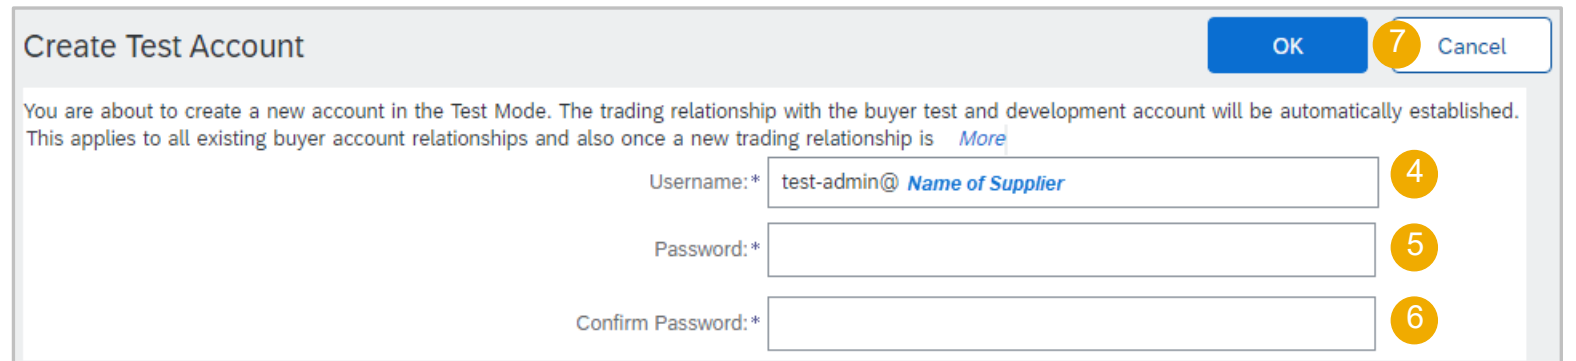 Create Test Account
OK
7
Cancel
You are about to create a new account in the Test Mode. The trading relationship with the buyer test and development account will be automatically established.
This applies to all existing buyer account relationships and also once a new trading relationship is More
Username:* test-admin@ Name of Supplier 4
Password:* 5
Confirm Password:* 6